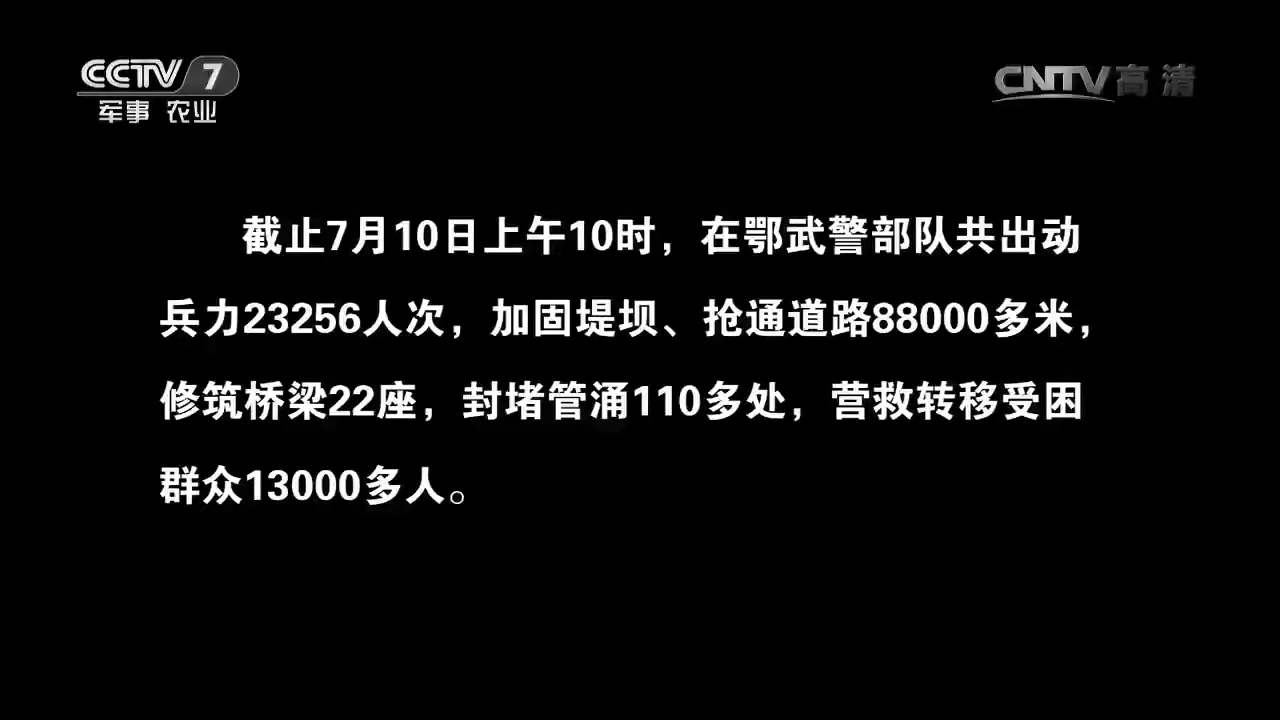 CCTV 7
军事 农业
CNTV高清
截止7月10日上午10时，在鄂武警部队共出动
兵力23256人次，加固堤坝、抢通道路88000多米，
修筑桥梁22座，封堵管涌110多处，营救转移受困
群众13000多人。